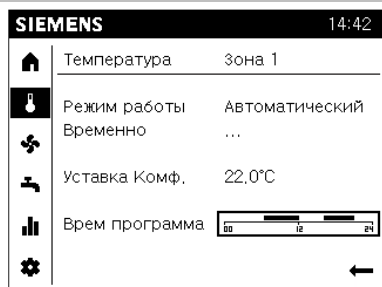 SIEMENS 14:42
Температура Зона 1
Режим работы Автоматический
Временно ...
Уставка Комф. 22,0°C
Врем программа 00 12 24